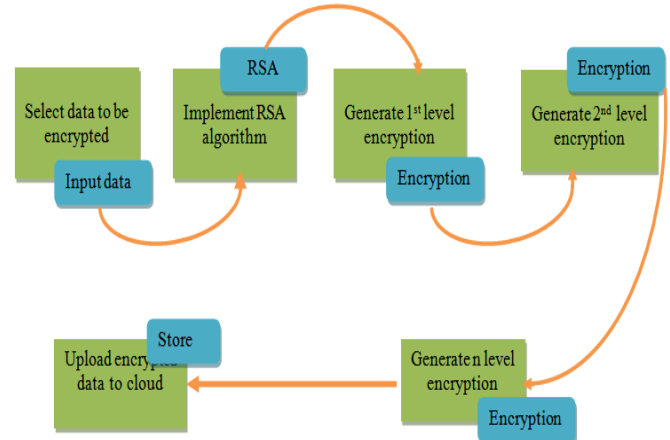 Select data to be
encrypted
Input data
RSA
Implement RSA
algorithm
Generate 1st level
encryption
Encryption
Encryption
Generate 2nd level
encryption
Store
Upload encrypted
data to cloud
Generate n level
encryption
Encryption